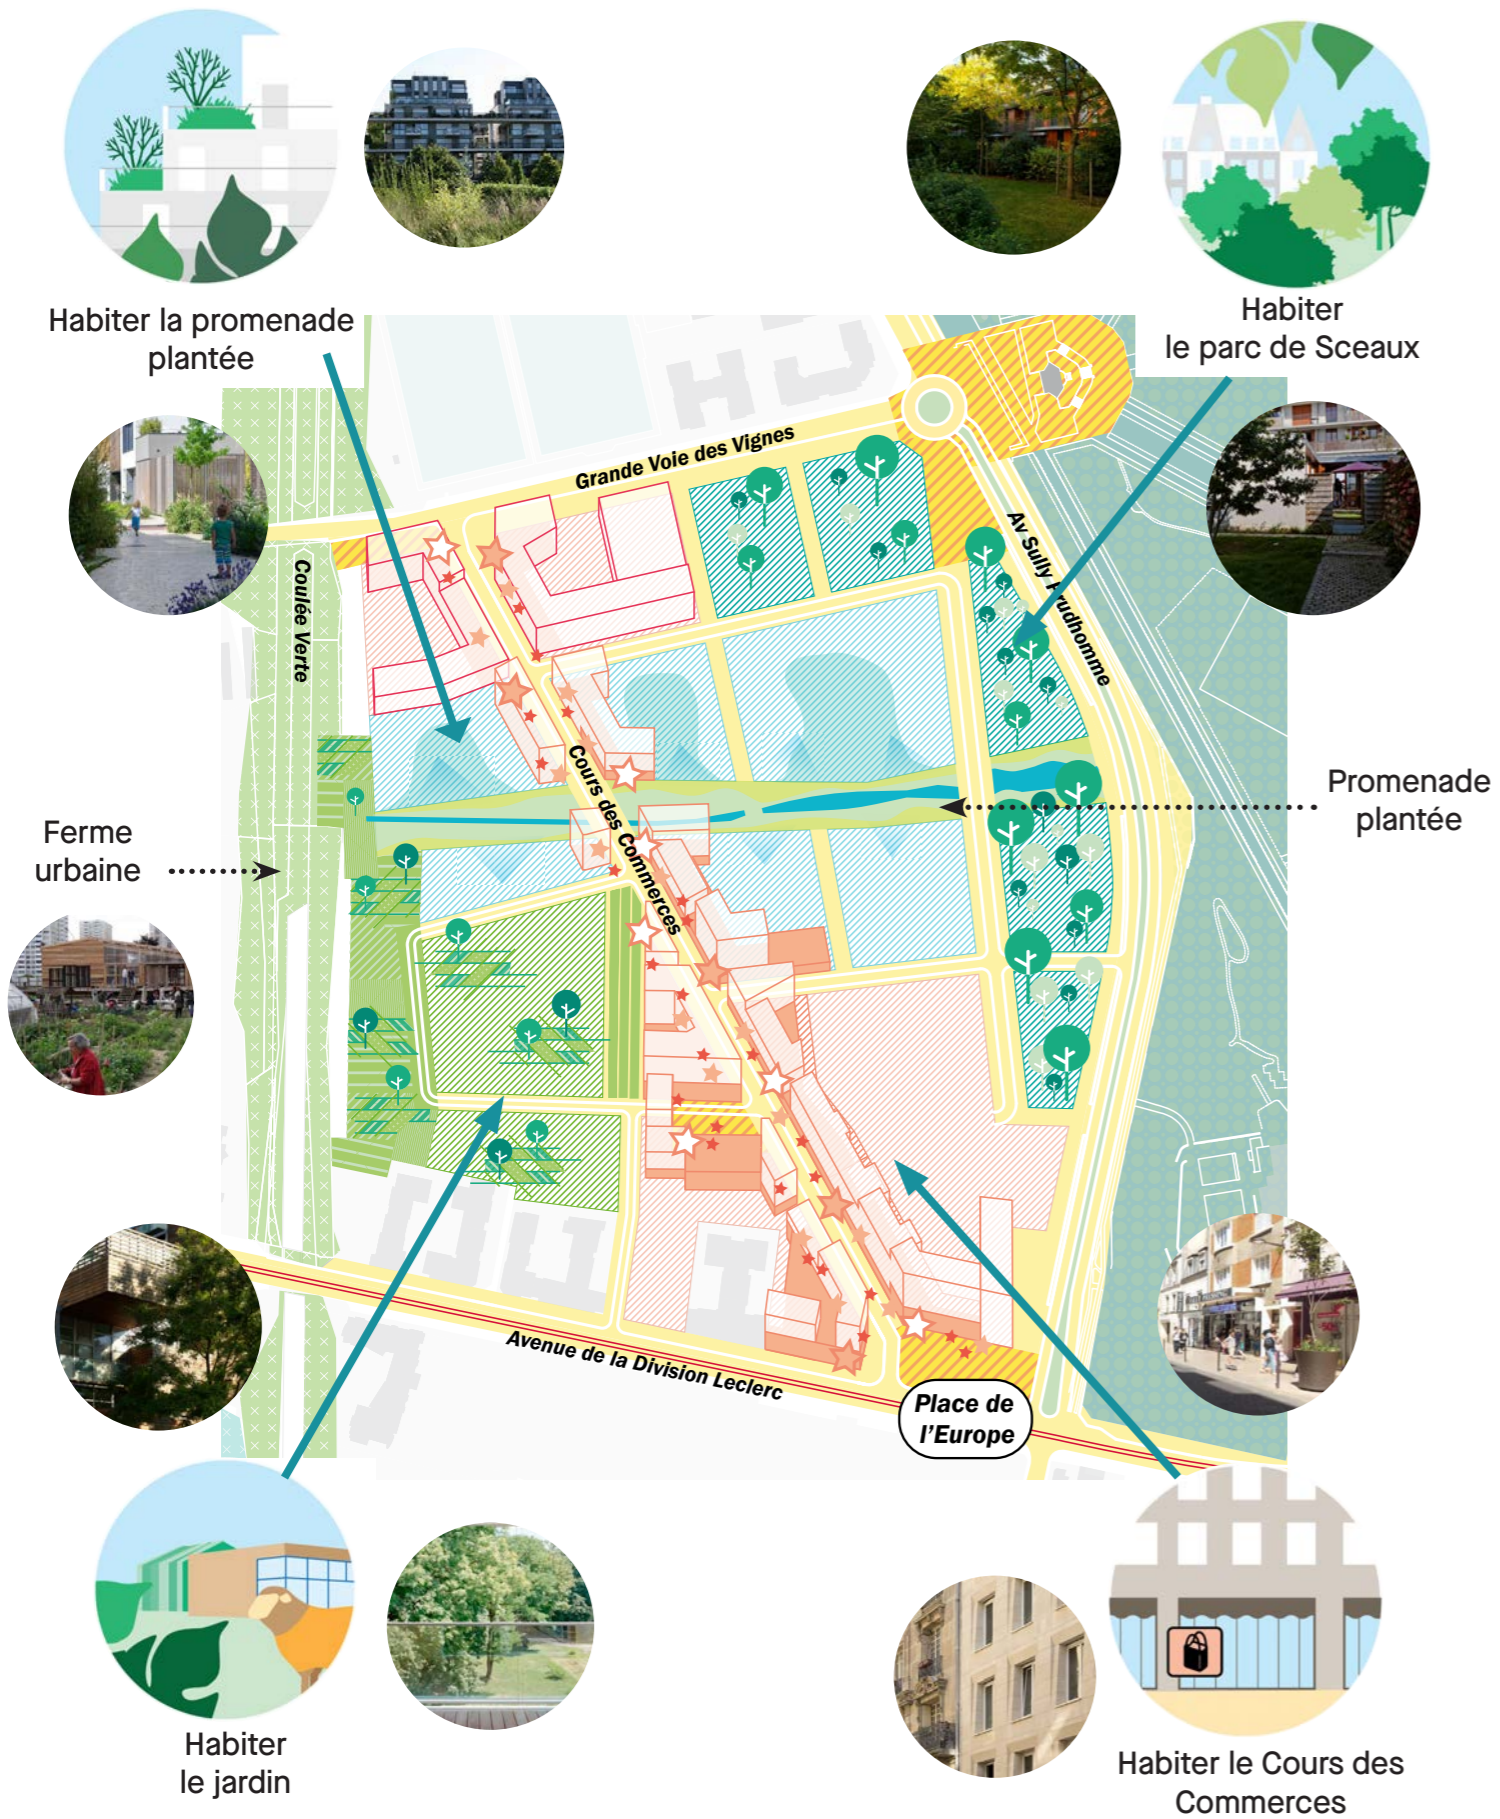 Habiter la promenade
plantée
Habiter
le parc de Sceaux
Grande Voie des Vignes
Av Sully Prudhomme
Coulée Verte
Cours des Commerces
Promenade
plantée
Ferme
urbaine
Avenue de la Division Leclerc
Place de
l'Europe
Habiter
le jardin
Habiter le Cours des
Commerces